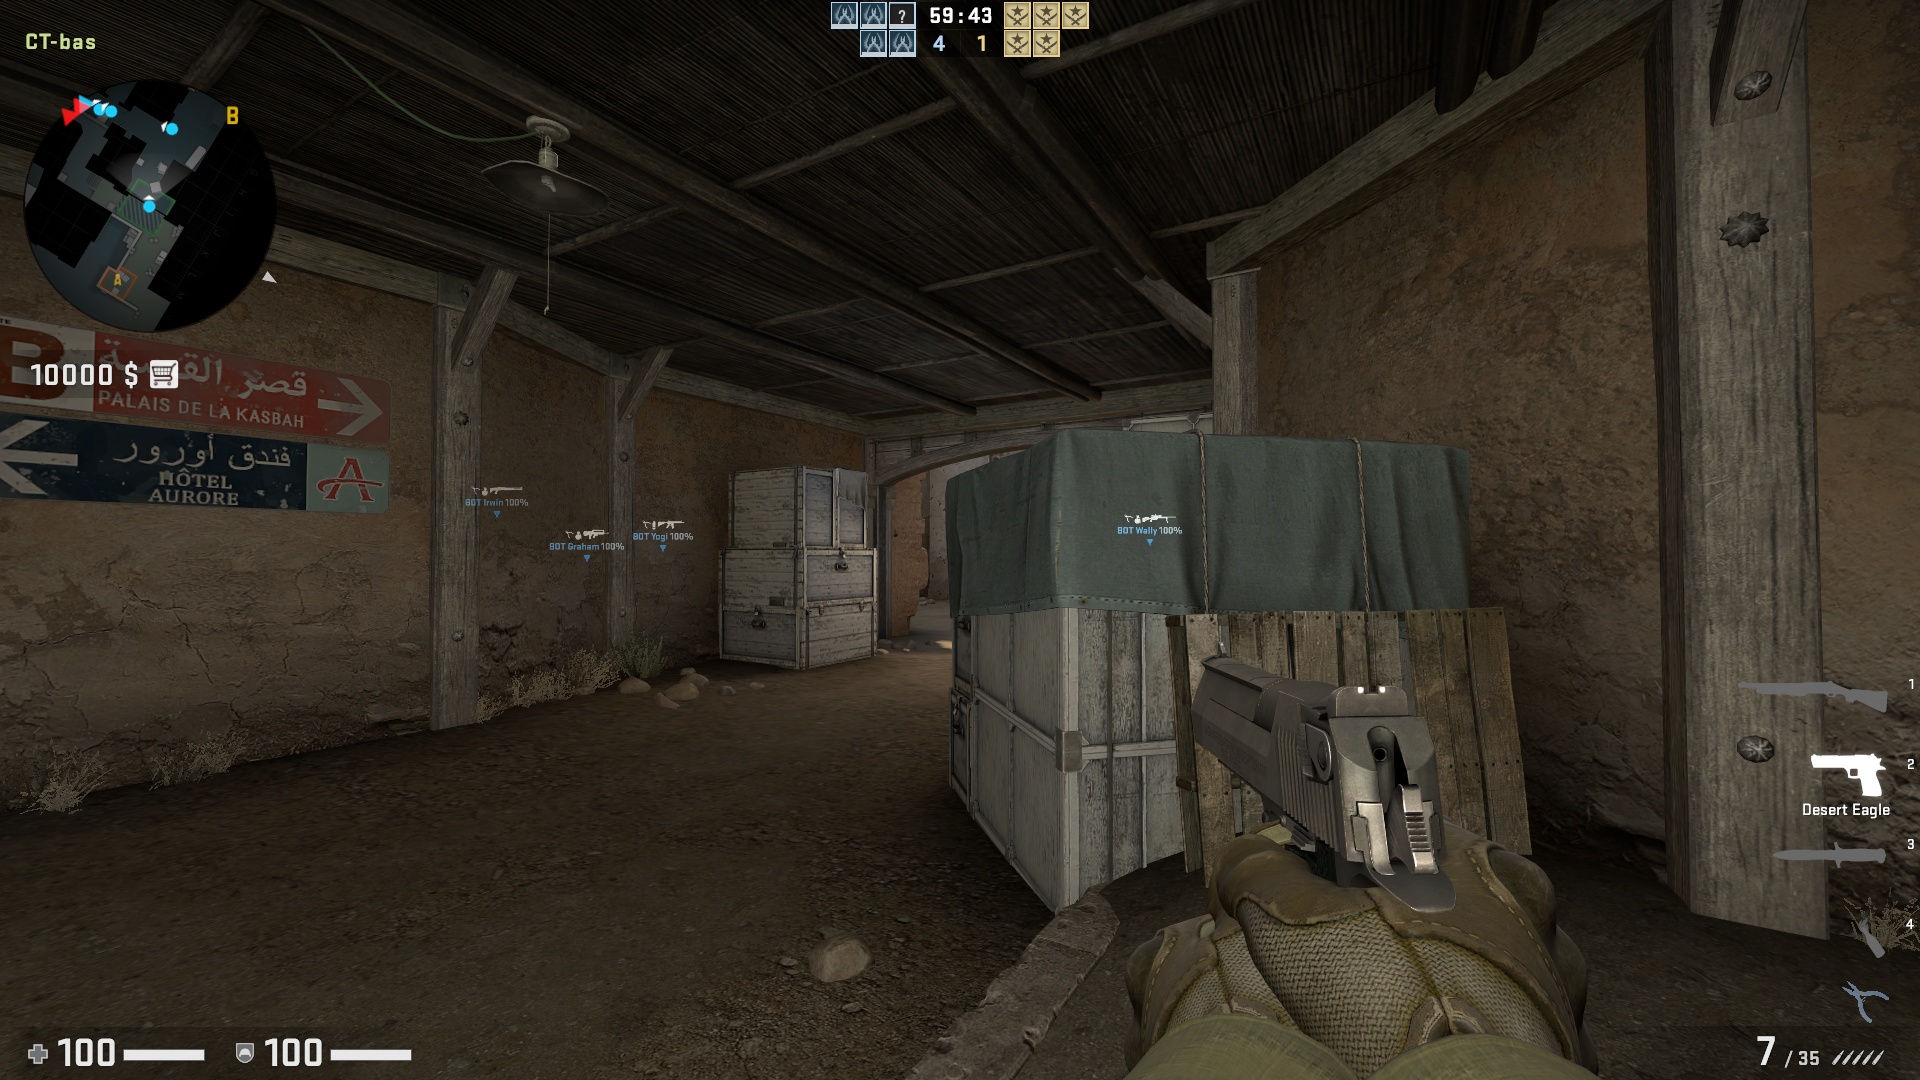 CT-bas
?
59:43
4 1
B
A
10000 $
B
قصر القصبة
PALAIS DE LA KASBAH
فندق أورور
HÔTEL
AURORE
A
BOT Irwin 100%
BOT Graham 100%
BOT Yogi 100%
BOT Wally 100%
1
2
Desert Eagle
3
4
100
100
7 / 35